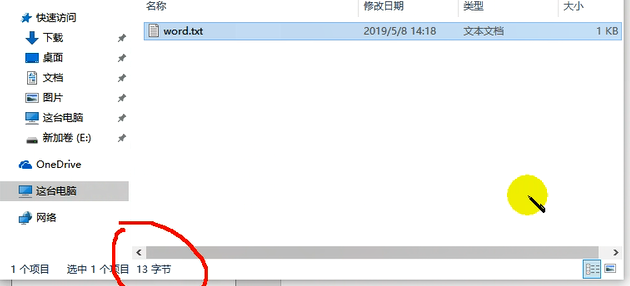 名称 修改日期 类型 大小
快速访问
下载
桌面
文档
图片
这台电脑
新加卷 (E:)
OneDrive
这台电脑
网络
word.txt 2019/5/8 14:18 文本文档 1 KB
1 个项目 选中 1 个项目 13 字节